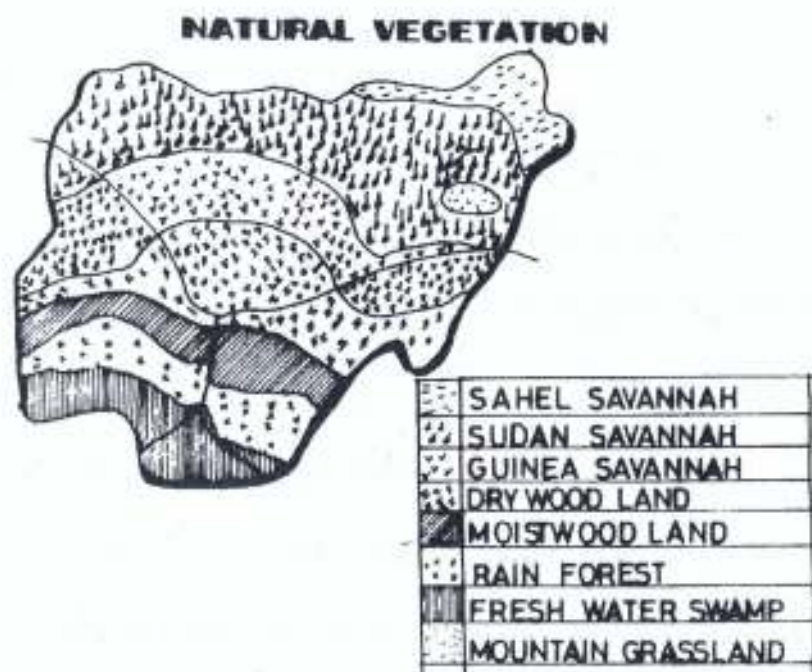 NATURAL VEGETATION
SAHEL SAVANNAH
SUDAN SAVANNAH
GUINEA SAVANNAH
DRY WOOD LAND
MOISTWOOD LAND
RAIN FOREST
FRESH WATER SWAMP
MOUNTAIN GRASSLAND